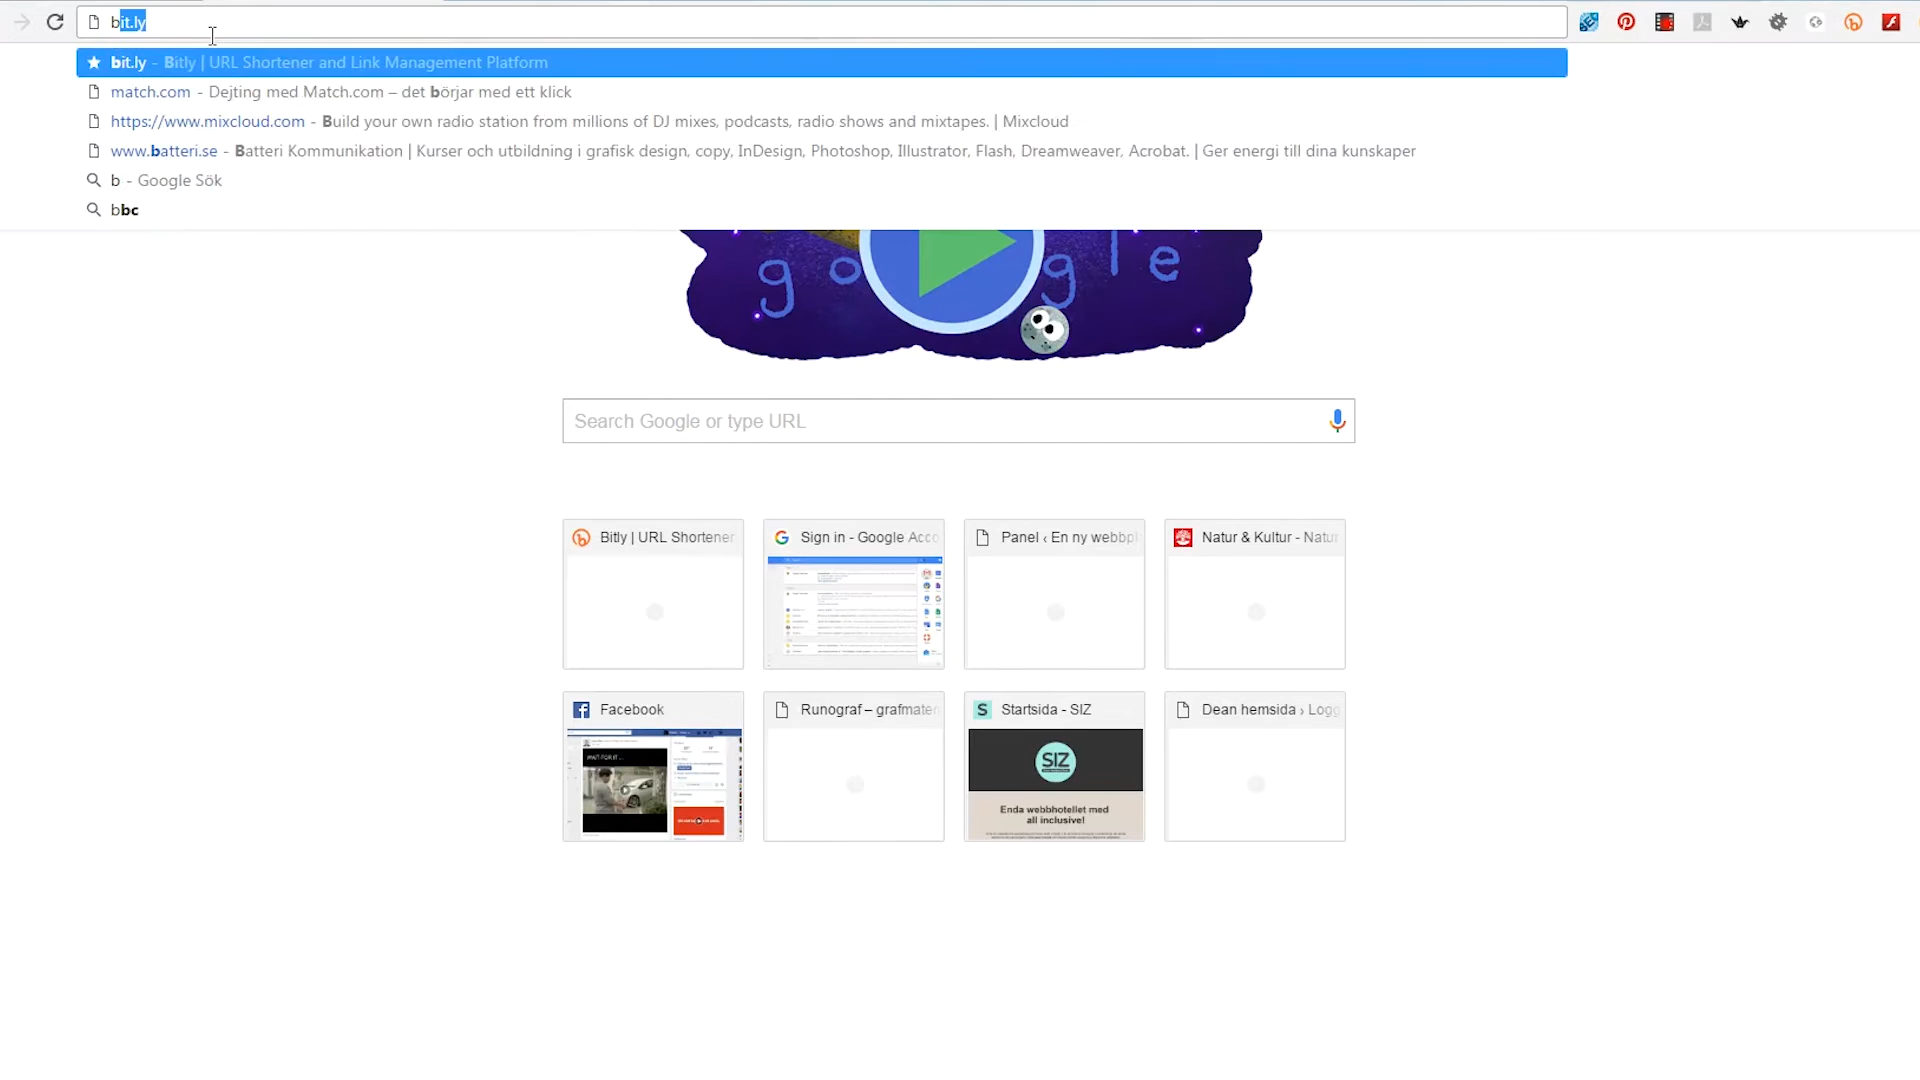 bit.ly
bit.ly - Bitly | URL Shortener and Link Management Platform
match.com - Dejting med Match.com – det börjar med ett klick
https://www.mixcloud.com - Build your own radio station from millions of DJ mixes, podcasts, radio shows and mixtapes. | Mixcloud
www.batteri.se - Batteri Kommunikation | Kurser och utbildning i grafisk design, copy, InDesign, Photoshop, Illustrator, Flash, Dreamweaver, Acrobat. | Ger energi till dina kunskaper
b - Google Sök
bbc
google
Search Google or type URL
Bitly | URL Shortener
Sign in - Google Acco
Panel ‹ En ny webbpl
Natur & Kultur - Natur
Facebook
Runograf – grafmaten
Startsida - SIZ
Dean hemsida › Logg
WAIT FOR IT ...
SIZ
Enda webbhotellet med
all inclusive!